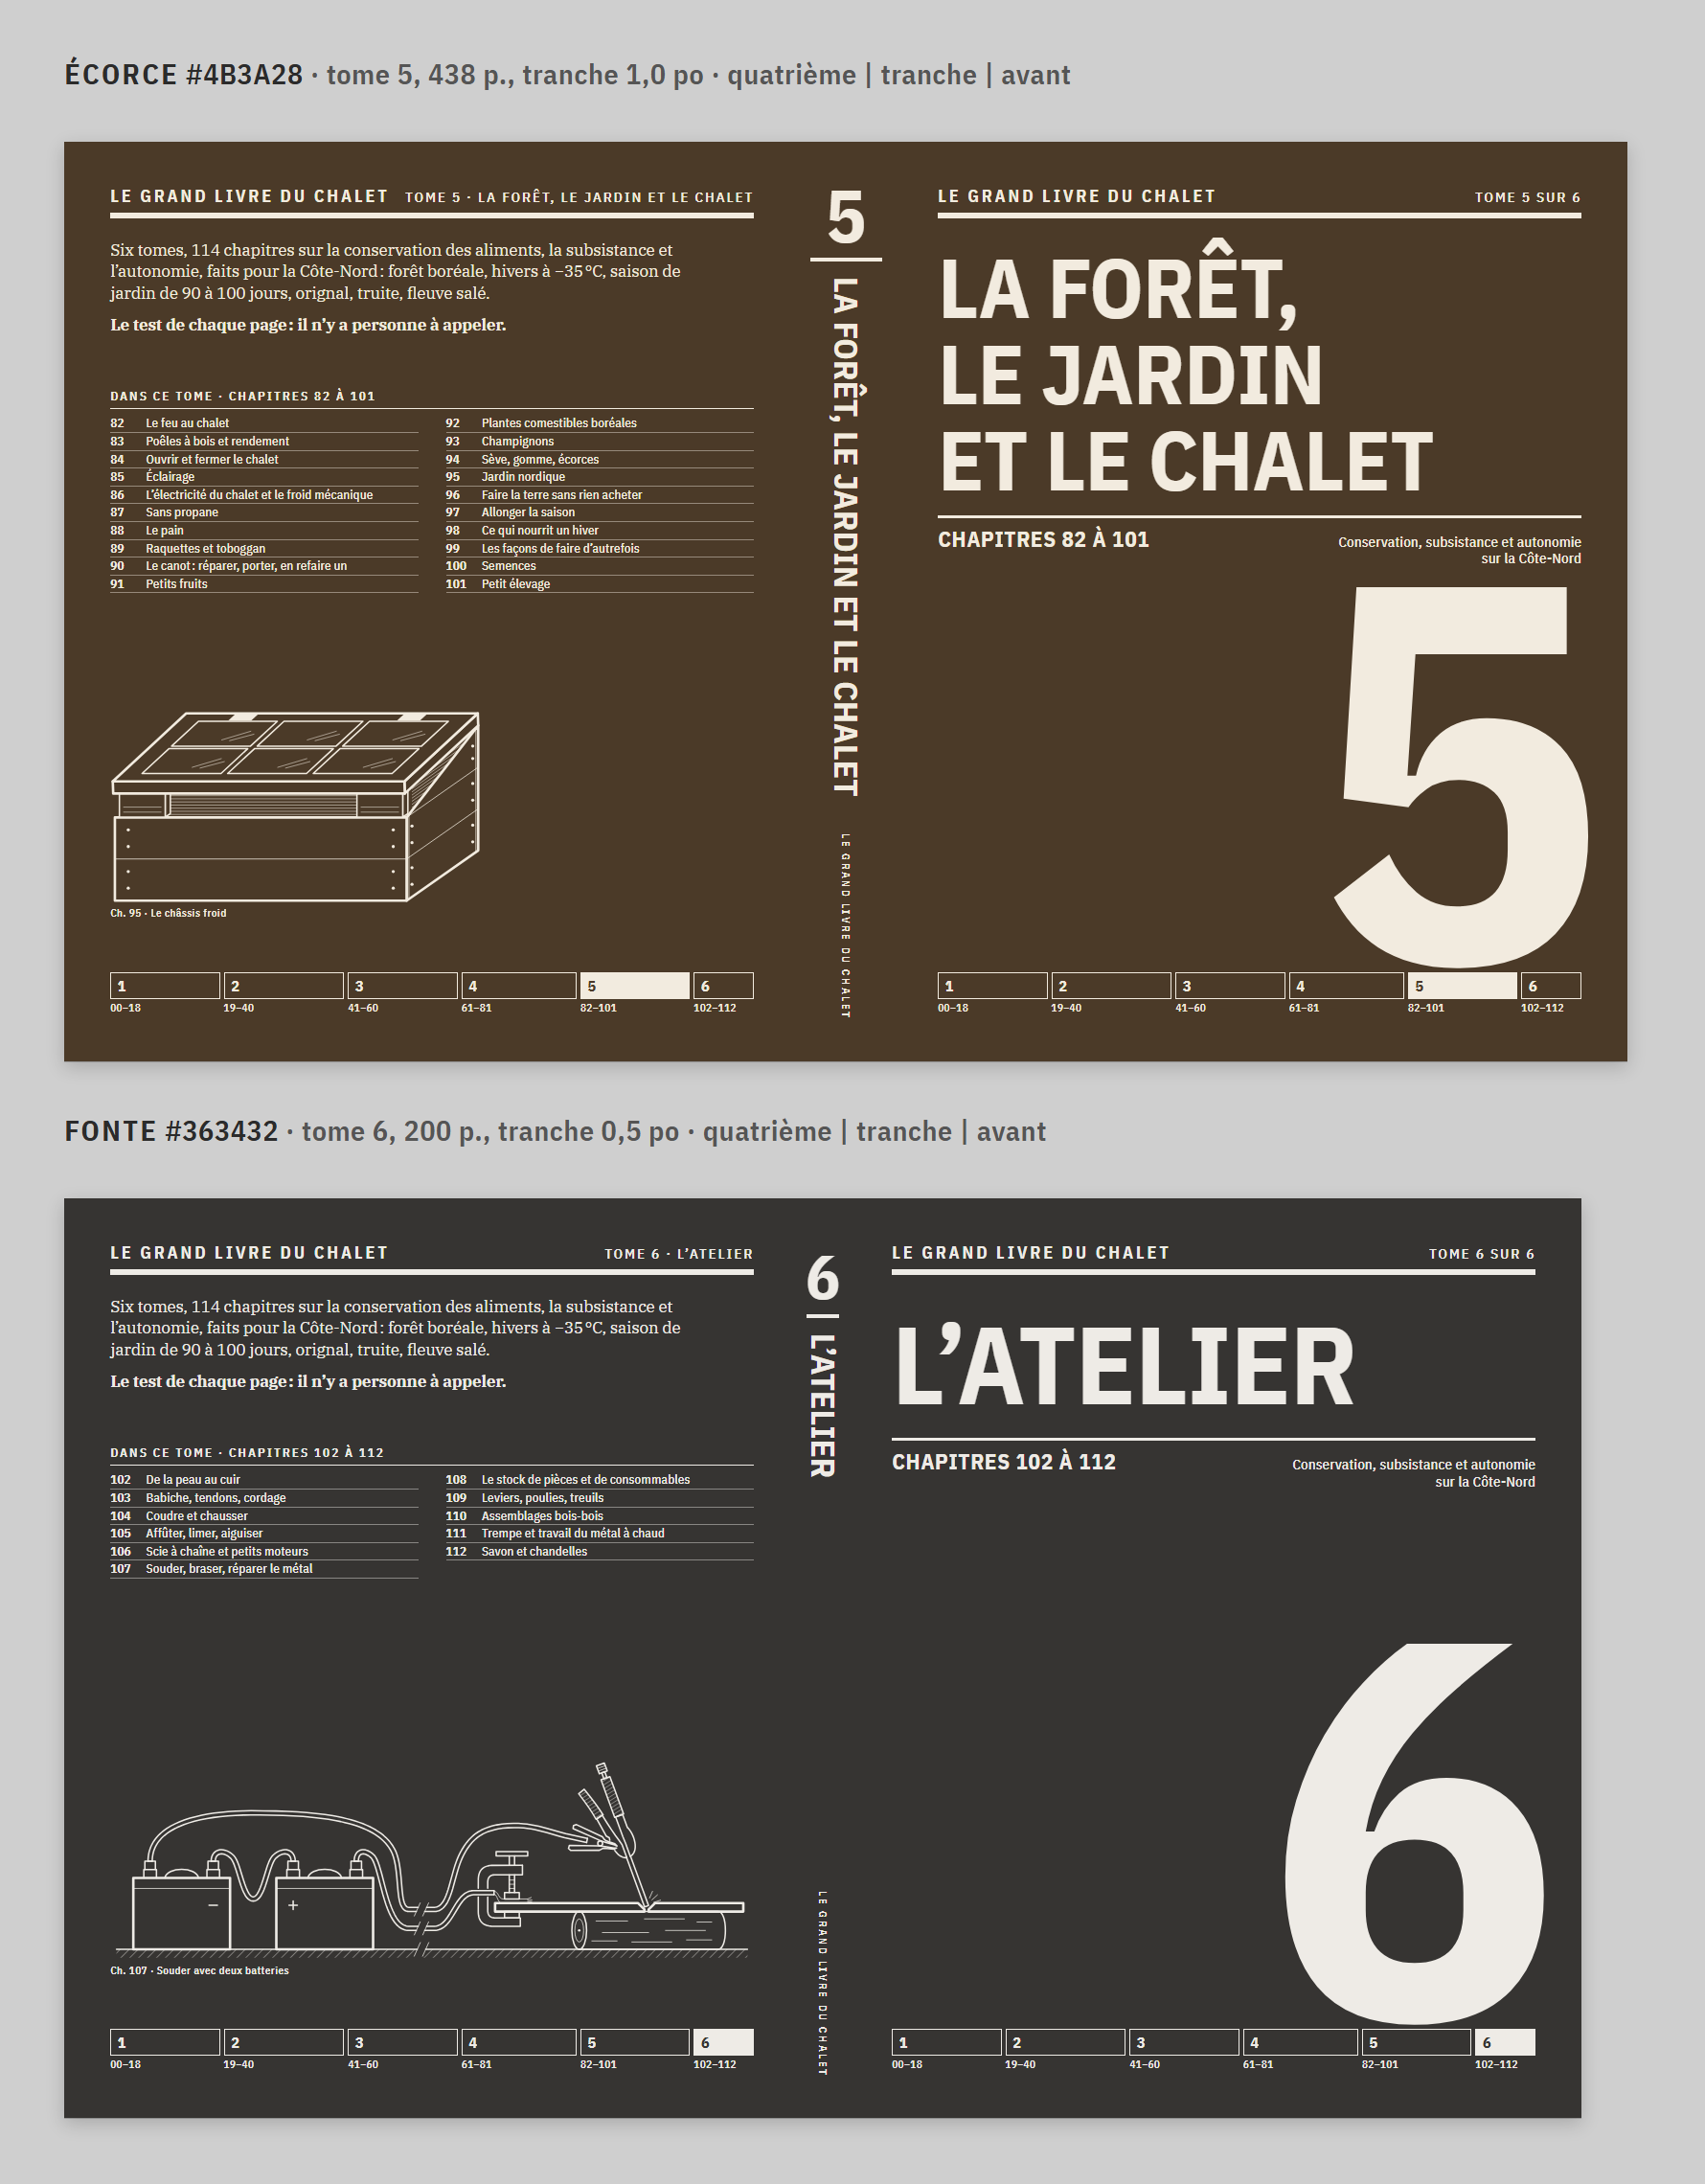 ÉCORCE #4B3A28 · tome 5, 438 p., tranche 1,0 po · quatrième | tranche | avant
LE GRAND LIVRE DU CHALET TOME 5 · LA FORÊT, LE JARDIN ET LE CHALET
Six tomes, 114 chapitres sur la conservation des aliments, la subsistance et
l’autonomie, faits pour la Côte-Nord : forêt boréale, hivers à −35 °C, saison de
jardin de 90 à 100 jours, orignal, truite, fleuve salé.
Le test de chaque page : il n’y a personne à appeler.
DANS CE TOME · CHAPITRES 82 À 101
82 Le feu au chalet
83 Poêles à bois et rendement
84 Ouvrir et fermer le chalet
85 Éclairage
86 L’électricité du chalet et le froid mécanique
87 Sans propane
88 Le pain
89 Raquettes et toboggan
90 Le canot : réparer, porter, en refaire un
91 Petits fruits
92 Plantes comestibles boréales
93 Champignons
94 Sève, gomme, écorces
95 Jardin nordique
96 Faire la terre sans rien acheter
97 Allonger la saison
98 Ce qui nourrit un hiver
99 Les façons de faire d’autrefois
100 Semences
101 Petit élevage
Ch. 95 · Le châssis froid
1 2 3 4 5 6
00–18 19–40 41–60 61–81 82–101 102–112
5
LA FORÊT, LE JARDIN ET LE CHALET
LE GRAND LIVRE DU CHALET
LE GRAND LIVRE DU CHALET TOME 5 SUR 6
LA FORÊT,
LE JARDIN
ET LE CHALET
CHAPITRES 82 À 101
Conservation, subsistance et autonomie
sur la Côte-Nord
5
1 2 3 4 5 6
00–18 19–40 41–60 61–81 82–101 102–112
FONTE #363432 · tome 6, 200 p., tranche 0,5 po · quatrième | tranche | avant
LE GRAND LIVRE DU CHALET TOME 6 · L’ATELIER
Six tomes, 114 chapitres sur la conservation des aliments, la subsistance et
l’autonomie, faits pour la Côte-Nord : forêt boréale, hivers à −35 °C, saison de
jardin de 90 à 100 jours, orignal, truite, fleuve salé.
Le test de chaque page : il n’y a personne à appeler.
DANS CE TOME · CHAPITRES 102 À 112
102 De la peau au cuir
103 Babiche, tendons, cordage
104 Coudre et chausser
105 Affûter, limer, aiguiser
106 Scie à chaîne et petits moteurs
107 Souder, braser, réparer le métal
108 Le stock de pièces et de consommables
109 Leviers, poulies, treuils
110 Assemblages bois-bois
111 Trempe et travail du métal à chaud
112 Savon et chandelles
− +
Ch. 107 · Souder avec deux batteries
1 2 3 4 5 6
00–18 19–40 41–60 61–81 82–101 102–112
6
L’ATELIER
LE GRAND LIVRE DU CHALET
LE GRAND LIVRE DU CHALET TOME 6 SUR 6
L’ATELIER
CHAPITRES 102 À 112
Conservation, subsistance et autonomie
sur la Côte-Nord
6
1 2 3 4 5 6
00–18 19–40 41–60 61–81 82–101 102–112